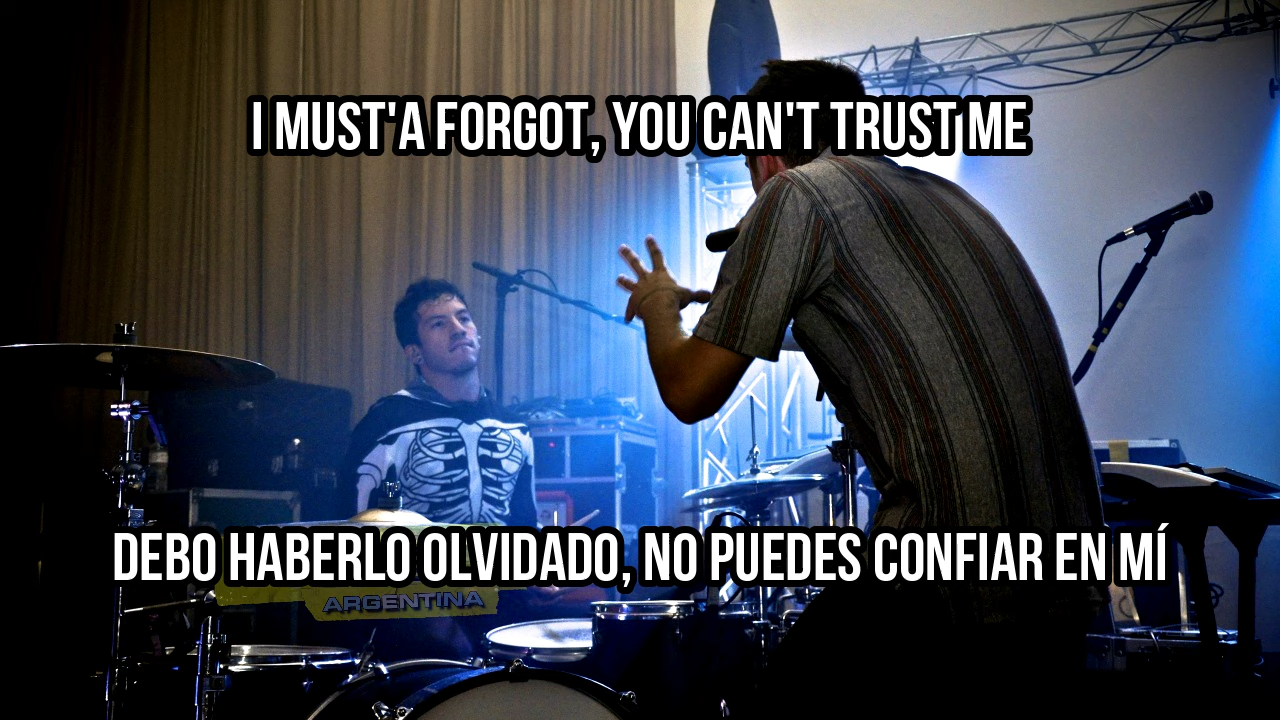 I MUST'A FORGOT, YOU CAN'T TRUST ME
DEBO HABERLO OLVIDADO, NO PUEDES CONFIAR EN MÍ
ARGENTINA